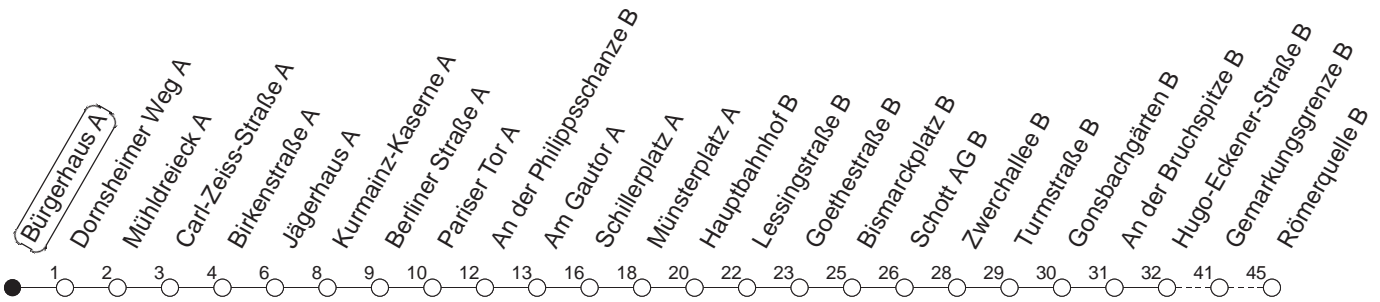 Bürgerhaus A
Dornsheimer Weg A
Mühldreieck A
Carl-Zeiss-Straße A
Birkenstraße A
Jägerhaus A
Kurmainz-Kaserne A
Berliner Straße A
Pariser Tor A
An der Philippsschanze B
Am Gautor A
Schillerplatz A
Münsterplatz A
Hauptbahnhof B
Lessingstraße B
Goethestraße B
Bismarckplatz B
Schott AG B
Zwerchallee B
Turmstraße B
Gonsbachgärten B
An der Bruchspitze B
Hugo-Eckener-Straße B
Gemarkungsgrenze B
Römerquelle B
1 2 3 4 6 8 9 10 12 13 16 18 20 22 23 25 26 28 29 30 31 32 41 45